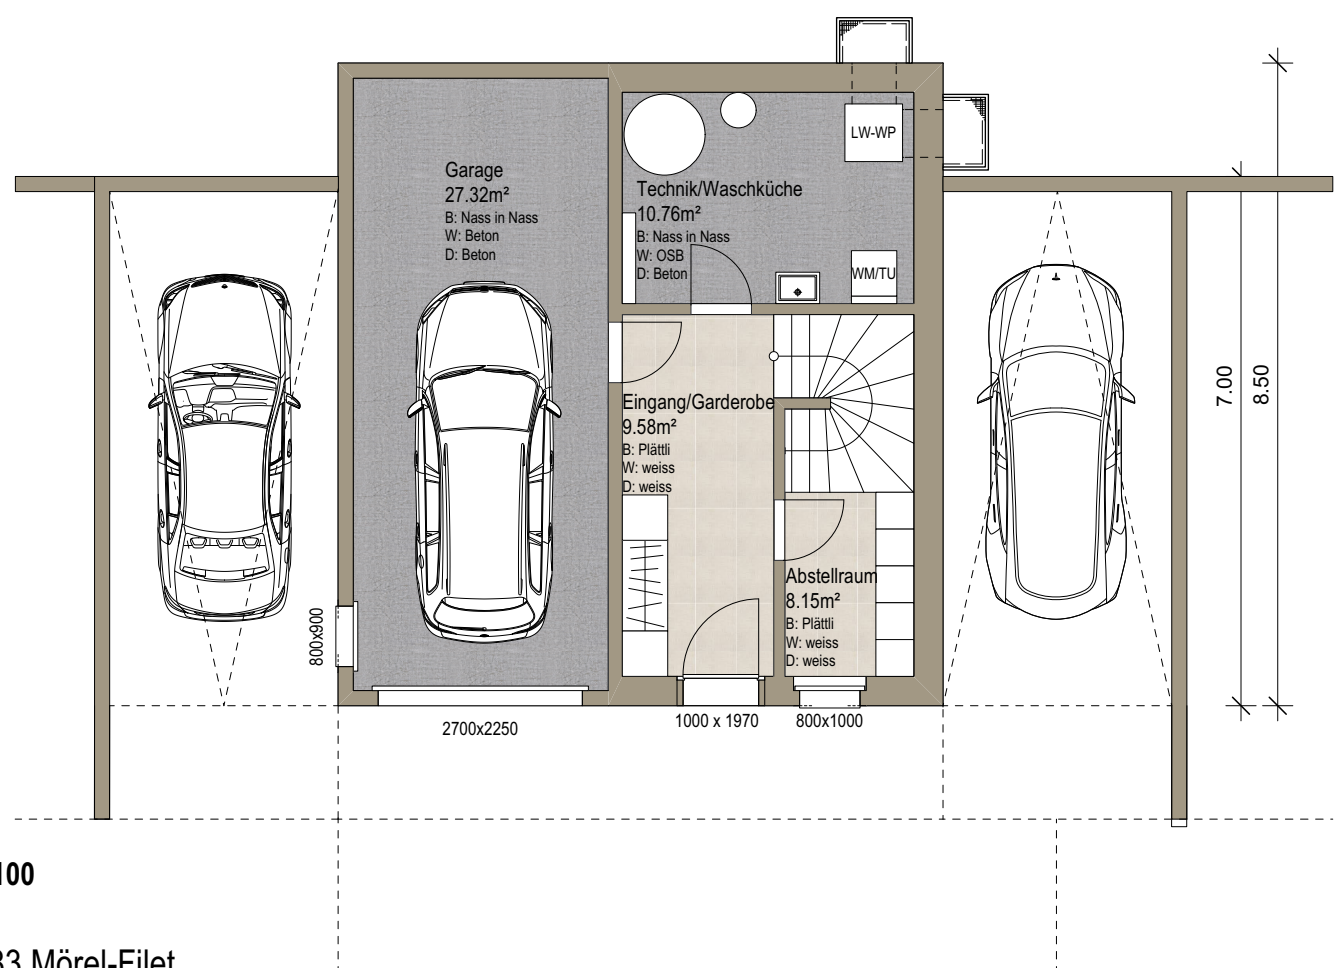 LW-WP
Garage
27.32m²
B: Nass in Nass
W: Beton
D: Beton
Technik/Waschküche
10.76m²
B: Nass in Nass
W: OSB
D: Beton
WM/TU
Eingang/Garderobe
9.58m²
B: Plättli
W: weiss
D: weiss
7.00
8.50
Abstellraum
8.15m²
B: Plättli
W: weiss
D: weiss
800x900
2700x2250
1000 x 1970
800x1000
100
Mörel-Filet